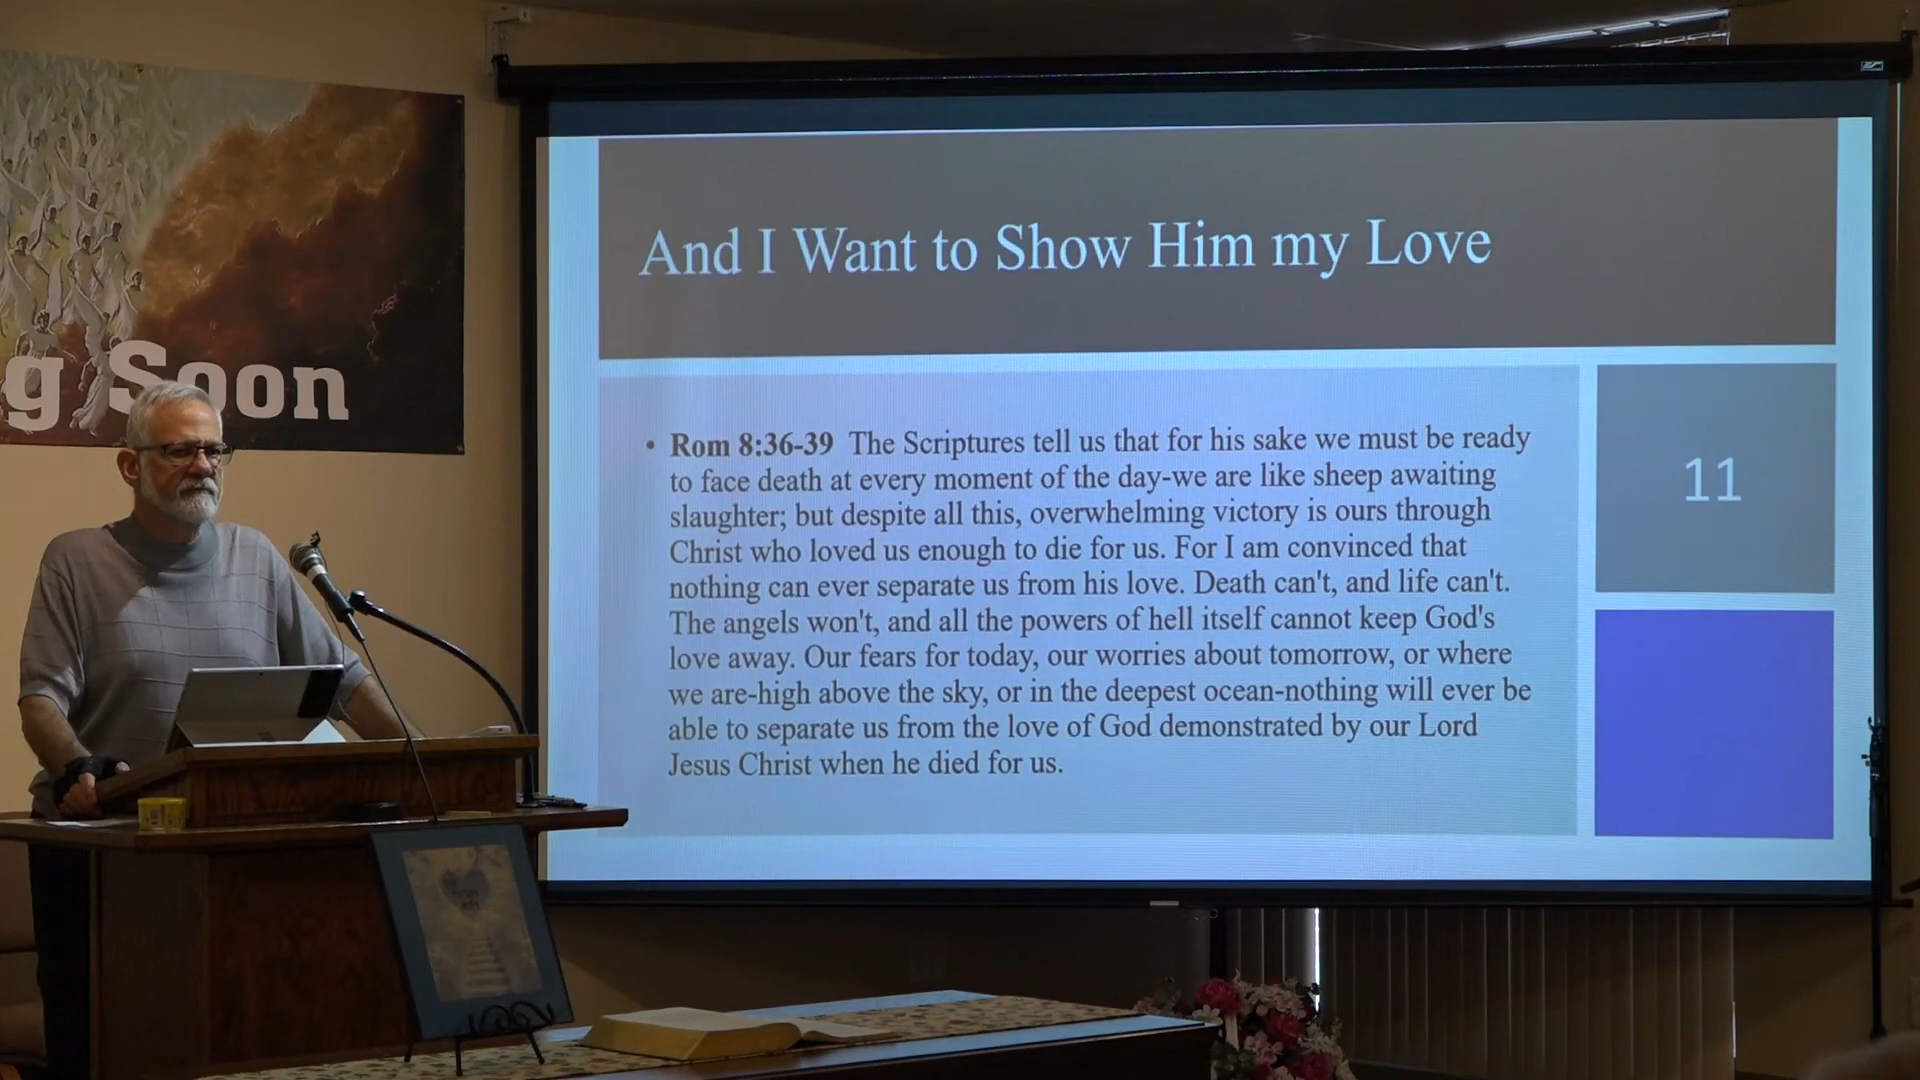 g Soon
And I Want to Show Him my Love
• Rom 8:36-39 The Scriptures tell us that for his sake we must be ready
to face death at every moment of the day-we are like sheep awaiting
slaughter; but despite all this, overwhelming victory is ours through
Christ who loved us enough to die for us. For I am convinced that
nothing can ever separate us from his love. Death can't, and life can't.
The angels won't, and all the powers of hell itself cannot keep God's
love away. Our fears for today, our worries about tomorrow, or where
we are-high above the sky, or in the deepest ocean-nothing will ever be
able to separate us from the love of God demonstrated by our Lord
Jesus Christ when he died for us.
11